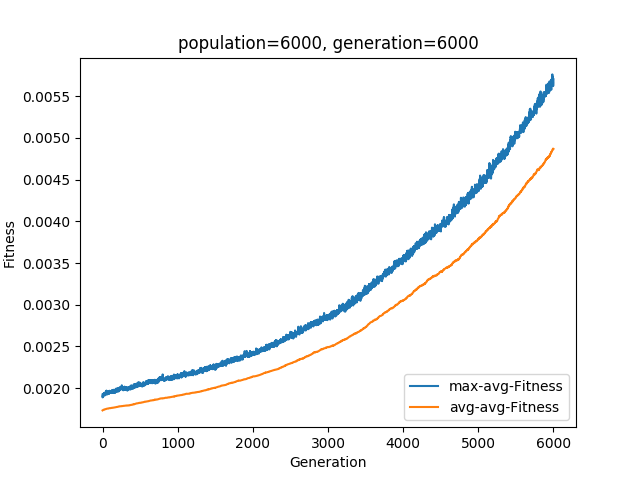 population=6000, generation=6000
Fitness
0.0055
0.0050
0.0045
0.0040
0.0035
0.0030
0.0025
0.0020
max-avg-Fitness
avg-avg-Fitness
0 1000 2000 3000 4000 5000 6000
Generation